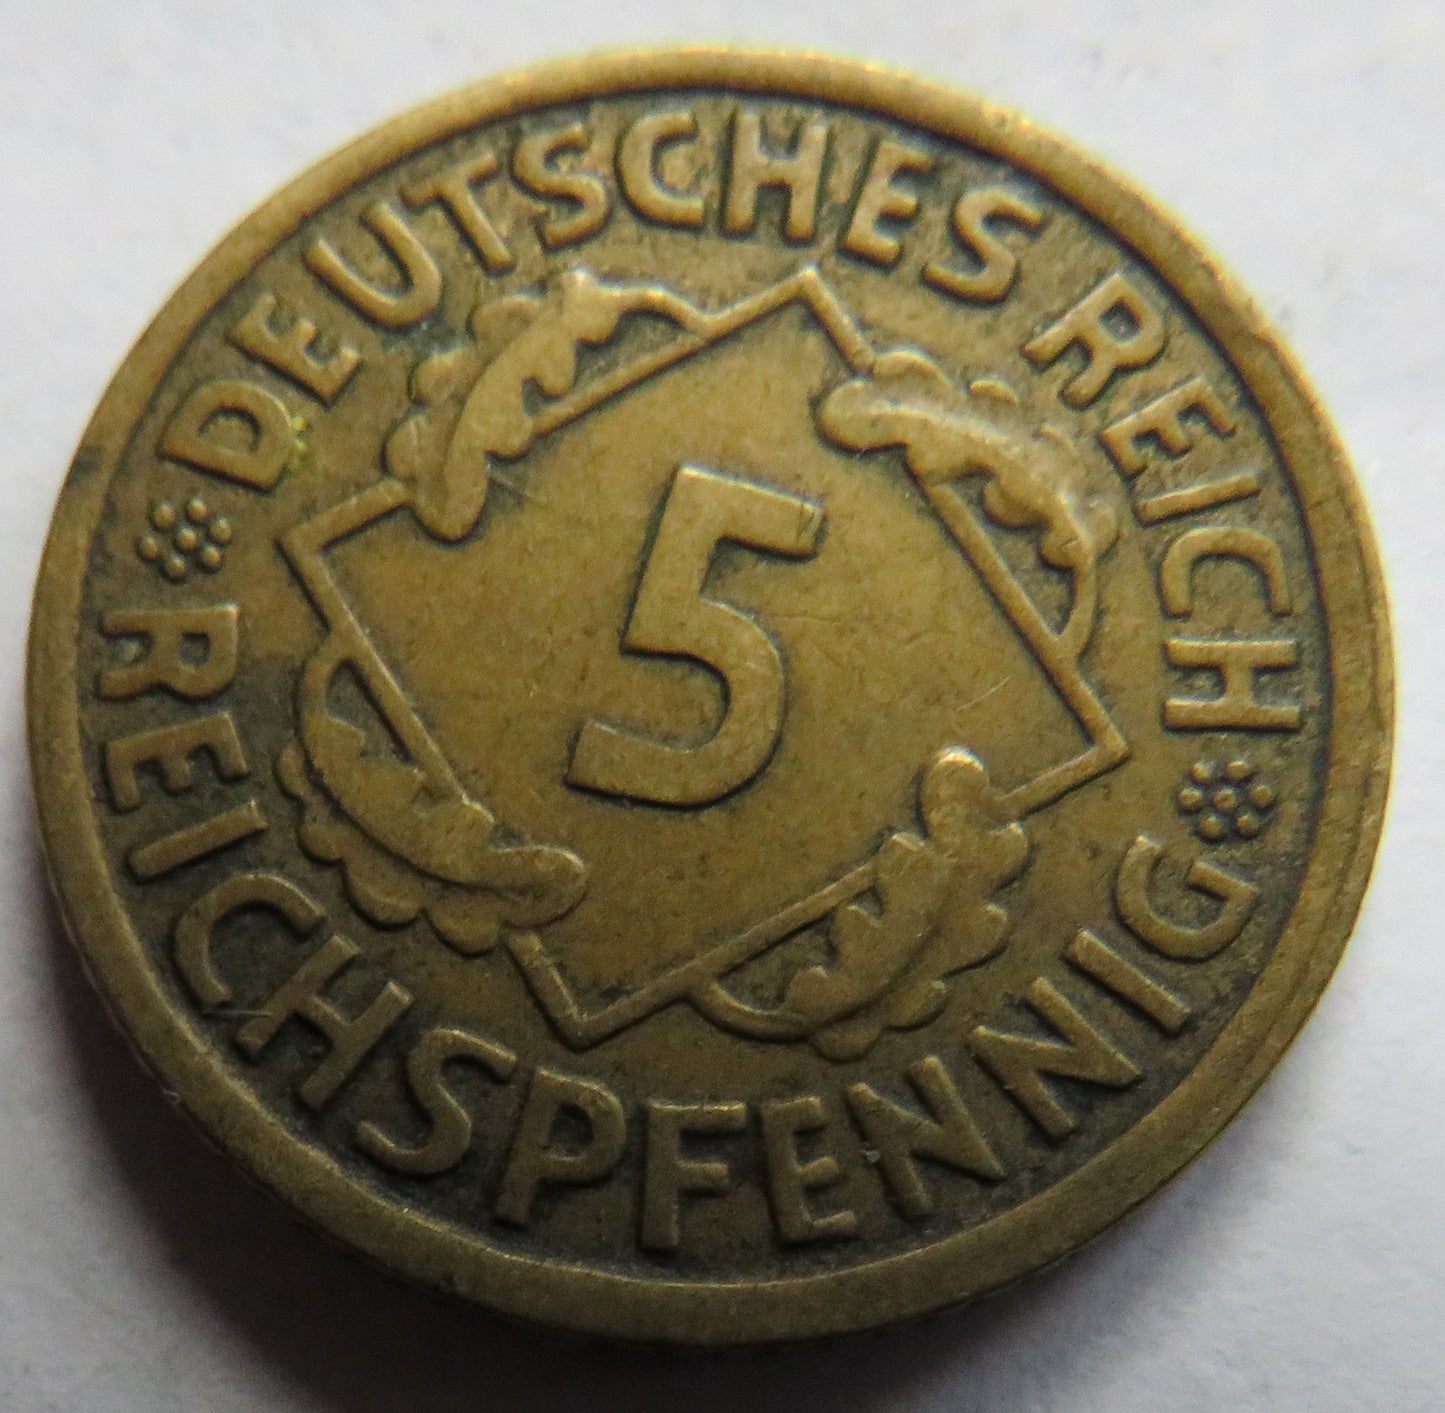 DEUTSCHES REICH
5
REICHSPFENNIG